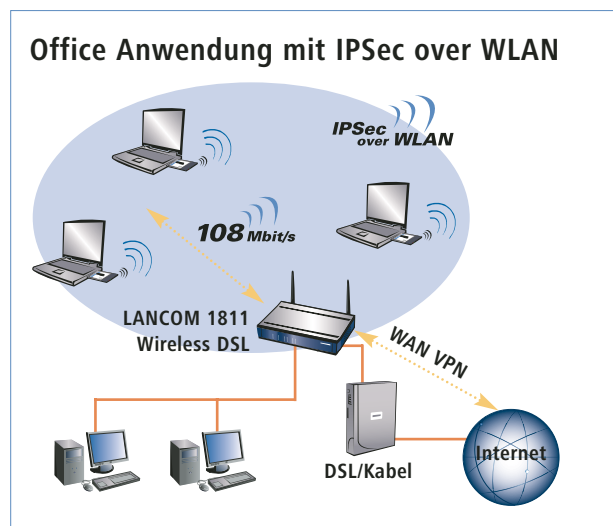 Office Anwendung mit IPSec over WLAN
IPSec
over WLAN
108 Mbit/s
LANCOM 1811
Wireless DSL
WAN VPN
DSL/Kabel
Internet